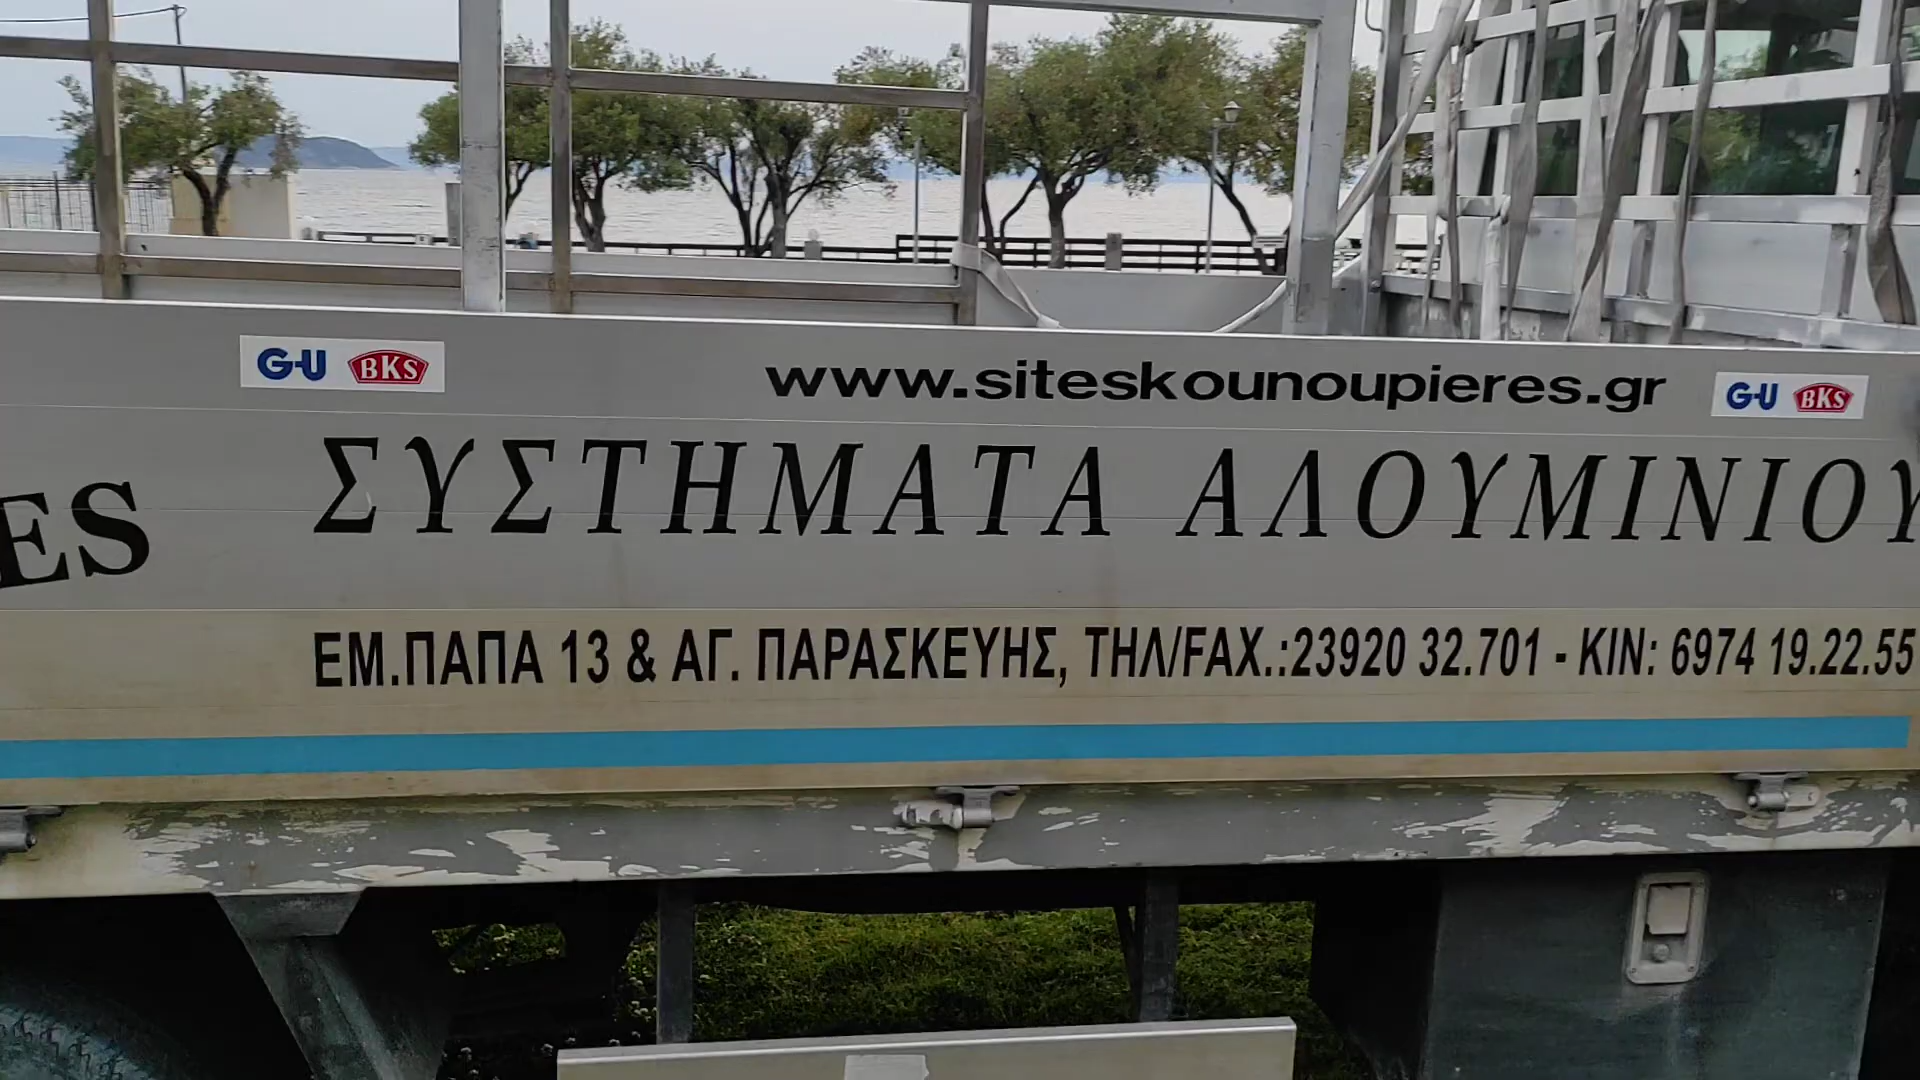 G-U BKS
www.siteskounoupieres.gr
G-U BKS
ES
ΣΥΣΤΗΜΑΤΑ ΑΛΟΥΜΙΝΙΟΥ
ΕΜ.ΠΑΠΑ 13 & ΑΓ. ΠΑΡΑΣΚΕΥΗΣ, ΤΗΛ/FAX.:23920 32.701 - ΚΙΝ: 6974 19.22.55